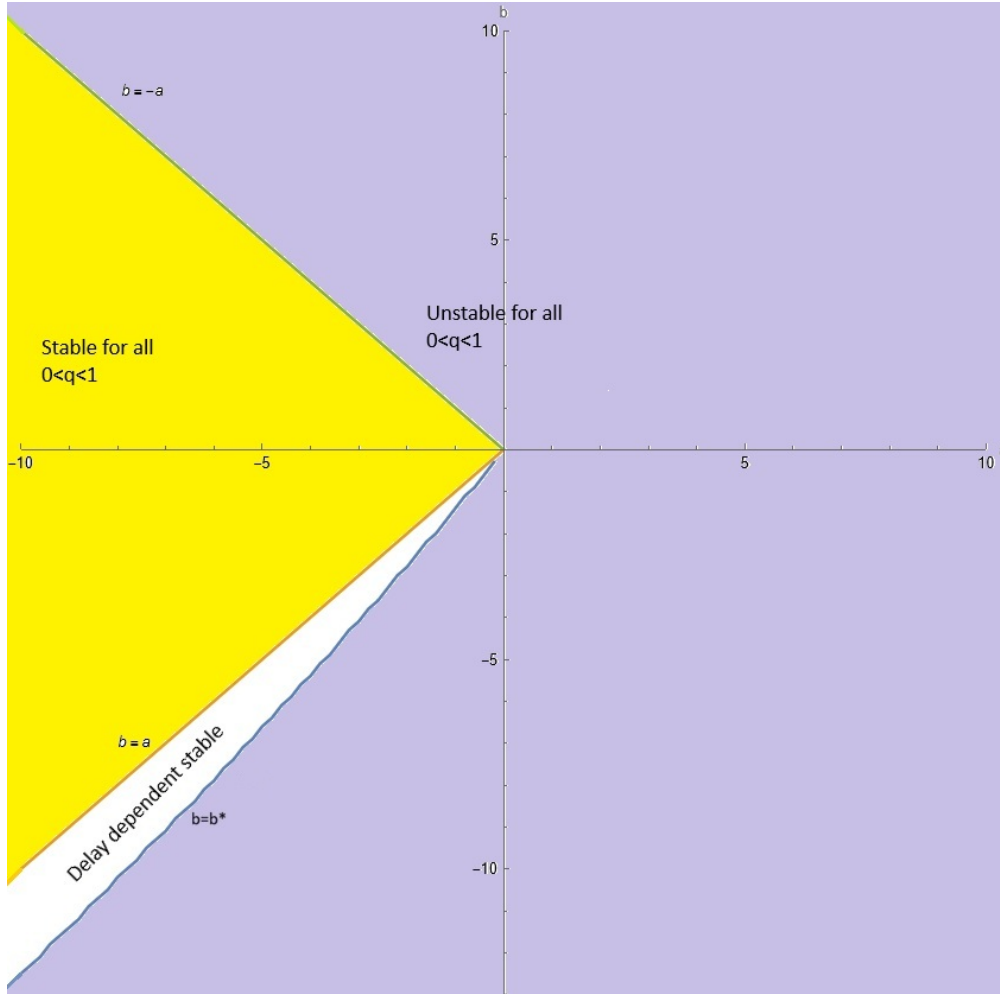 b
10
b = −a
5
Unstable for all
0<q<1
Stable for all
0<q<1
−10
−5
5
10
−5
b = a
Delay dependent stable
b=b*
−10